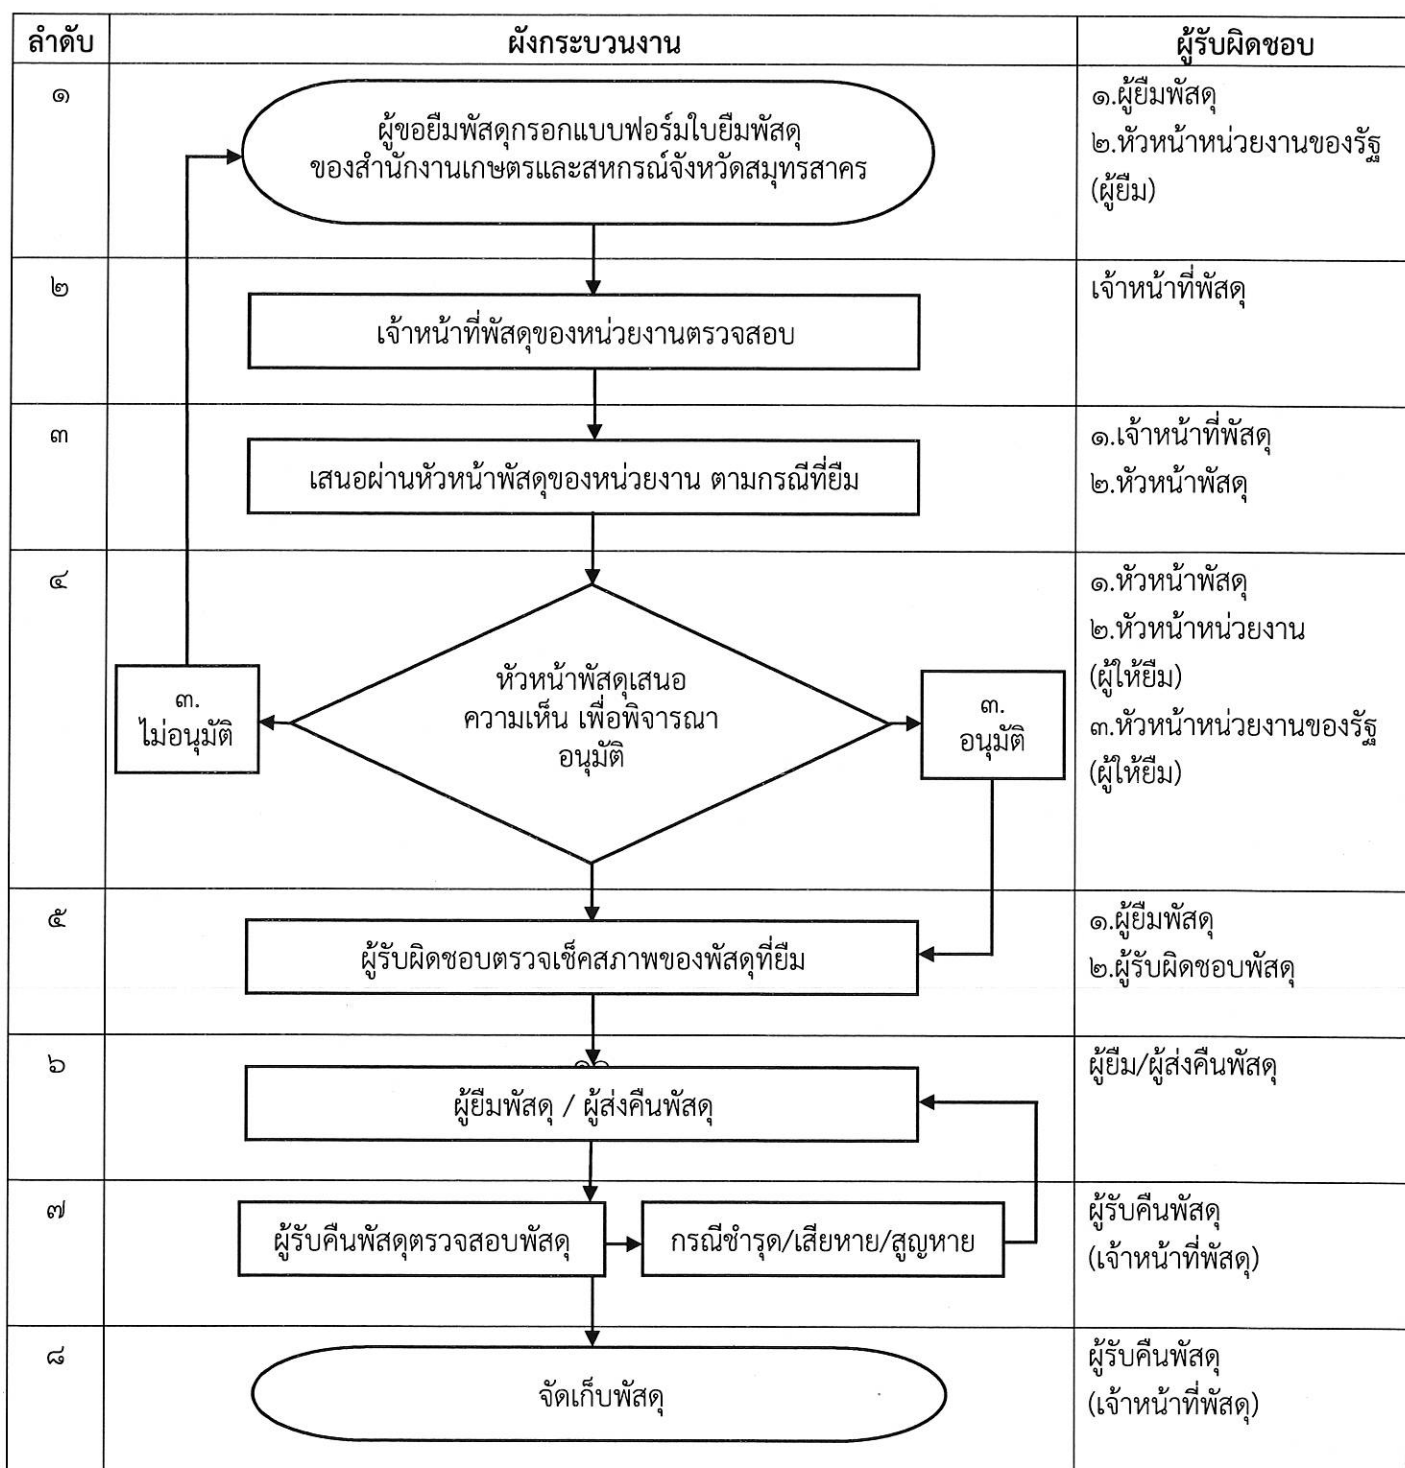 ลำดับ
ผังกระบวนงาน
ผู้รับผิดชอบ
๑
ผู้ขอยืมพัสดุกรอกแบบฟอร์มใบยืมพัสดุ
ของสำนักงานเกษตรและสหกรณ์จังหวัดสมุทรสาคร
๑.ผู้ยืมพัสดุ
๒.หัวหน้าหน่วยงานของรัฐ
(ผู้ยืม)
๒
เจ้าหน้าที่พัสดุของหน่วยงานตรวจสอบ
เจ้าหน้าที่พัสดุ
๓
เสนอผ่านหัวหน้าพัสดุของหน่วยงาน ตามกรณีที่ยืม
๑.เจ้าหน้าที่พัสดุ
๒.หัวหน้าพัสดุ
๔
๓.
ไม่อนุมัติ
หัวหน้าพัสดุเสนอ
ความเห็น เพื่อพิจารณา
อนุมัติ
๓.
อนุมัติ
๑.หัวหน้าพัสดุ
๒.หัวหน้าหน่วยงาน
(ผู้ให้ยืม)
๓.หัวหน้าหน่วยงานของรัฐ
(ผู้ให้ยืม)
๕
ผู้รับผิดชอบตรวจเช็คสภาพของพัสดุที่ยืม
๑.ผู้ยืมพัสดุ
๒.ผู้รับผิดชอบพัสดุ
๖
ผู้ยืมพัสดุ / ผู้ส่งคืนพัสดุ
ผู้ยืม/ผู้ส่งคืนพัสดุ
๗
ผู้รับคืนพัสดุตรวจสอบพัสดุ
กรณีชำรุด/เสียหาย/สูญหาย
ผู้รับคืนพัสดุ
(เจ้าหน้าที่พัสดุ)
๘
จัดเก็บพัสดุ
ผู้รับคืนพัสดุ
(เจ้าหน้าที่พัสดุ)